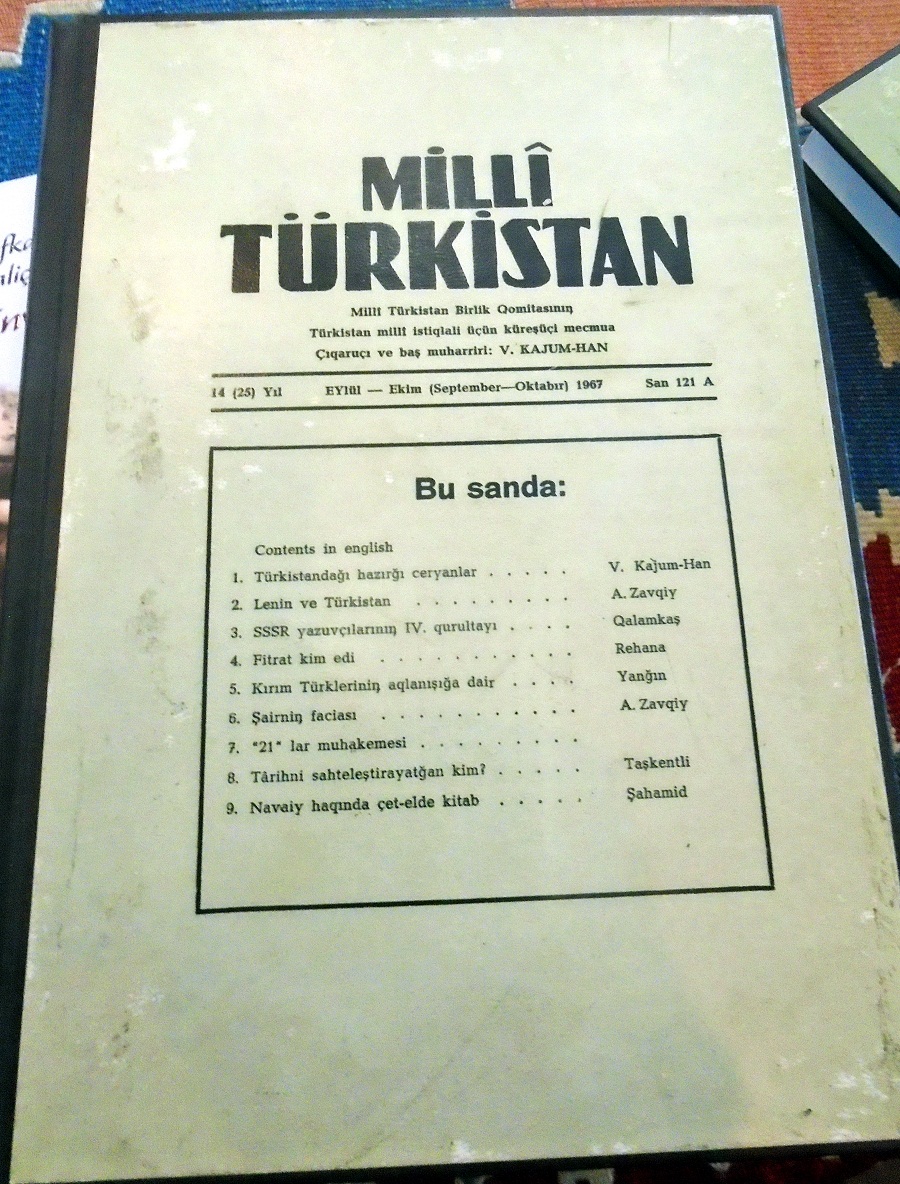 MİLLÎ
TÜRKİSTAN
Millî Türkistan Birlik Qomitasınıŋ
Türkistan millî istiqlali üçün küreşüçi mecmua
Çıqaruçı ve baş muharriri: V. KAJUM-HAN
14 (25) Yıl EYlül — Ekim (September—Oktabır) 1967 San 121 A
Bu sanda:
Contents in english
1. Türkistandağı hazırğı ceryanlar . . . . . V. Kajum-Han
2. Lenin ve Türkistan . . . . . . . . . A. Zavqiy
3. SSSR yazuvçılarınıŋ IV. qurultayı . . . . Qalamkaş
4. Fitrat kim edi . . . . . . . . . . . Rehana
5. Kırım Türkleriniŋ aqlanışığa dair . . . . Yanğın
6. Şairniŋ faciası . . . . . . . . . . . A. Zavqiy
7. "21" lar muhakemesi . . . . . . . . .
8. Târihni sahteleştirayatğan kim? . . . . . Taşkentli
9. Navaiy haqında çet-elde kitab . . . . . Şahamid